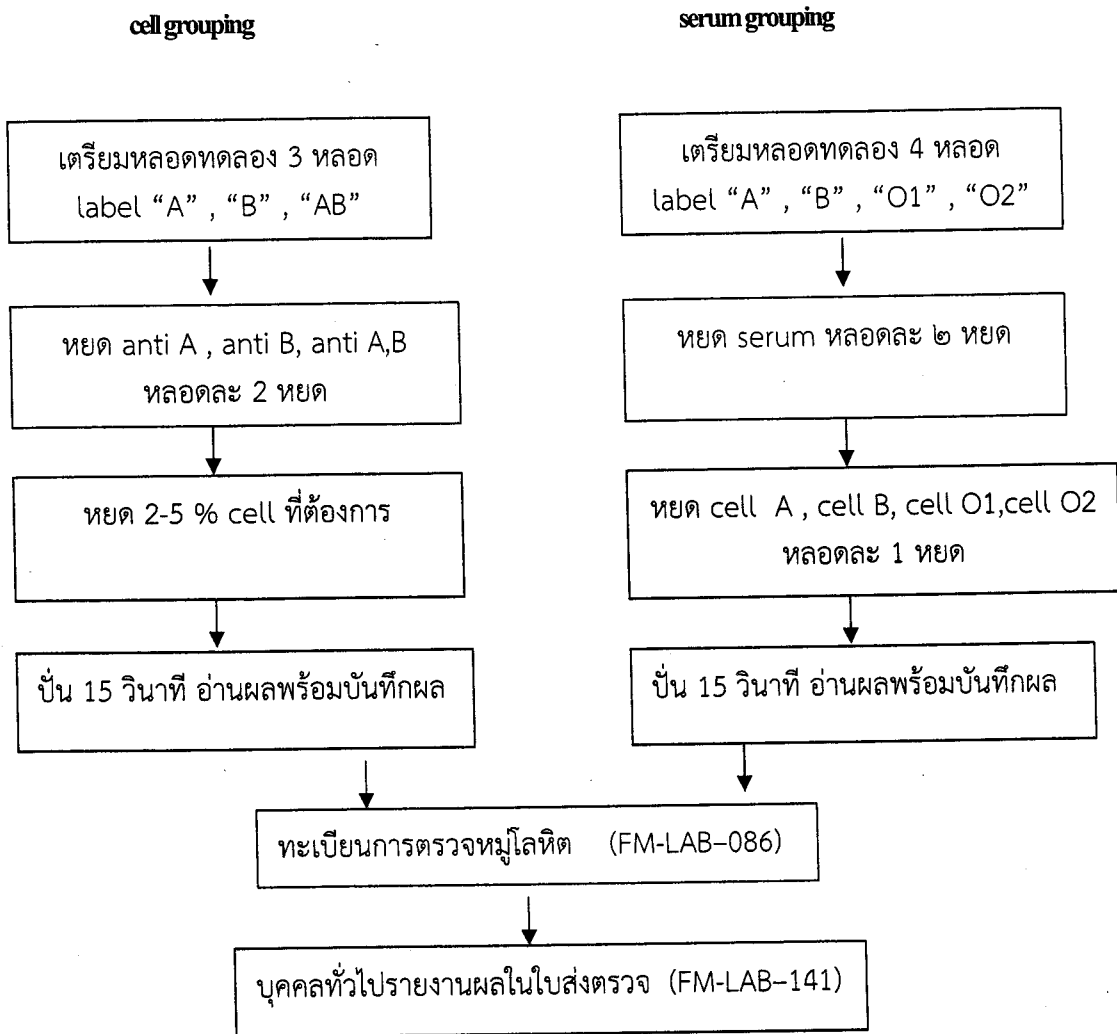 cell grouping
serum grouping
เตรียมหลอดทดลอง 3 หลอด
label “A” , “B” , “AB”
เตรียมหลอดทดลอง 4 หลอด
label “A” , “B” , “O1” , “O2”
หยด anti A , anti B, anti A,B
หลอดละ 2 หยด
หยด serum หลอดละ ๒ หยด
หยด 2-5 % cell ที่ต้องการ
หยด cell A , cell B, cell O1,cell O2
หลอดละ 1 หยด
ปั่น 15 วินาที อ่านผลพร้อมบันทึกผล
ปั่น 15 วินาที อ่านผลพร้อมบันทึกผล
ทะเบียนการตรวจหมู่โลหิต (FM-LAB–086)
บุคคลทั่วไปรายงานผลในใบส่งตรวจ (FM-LAB–141)